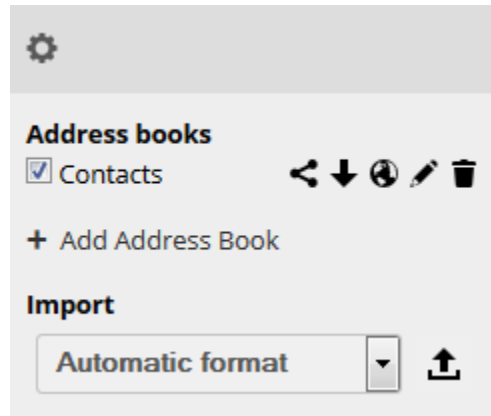 Address books
Contacts
+ Add Address Book
Import
Automatic format